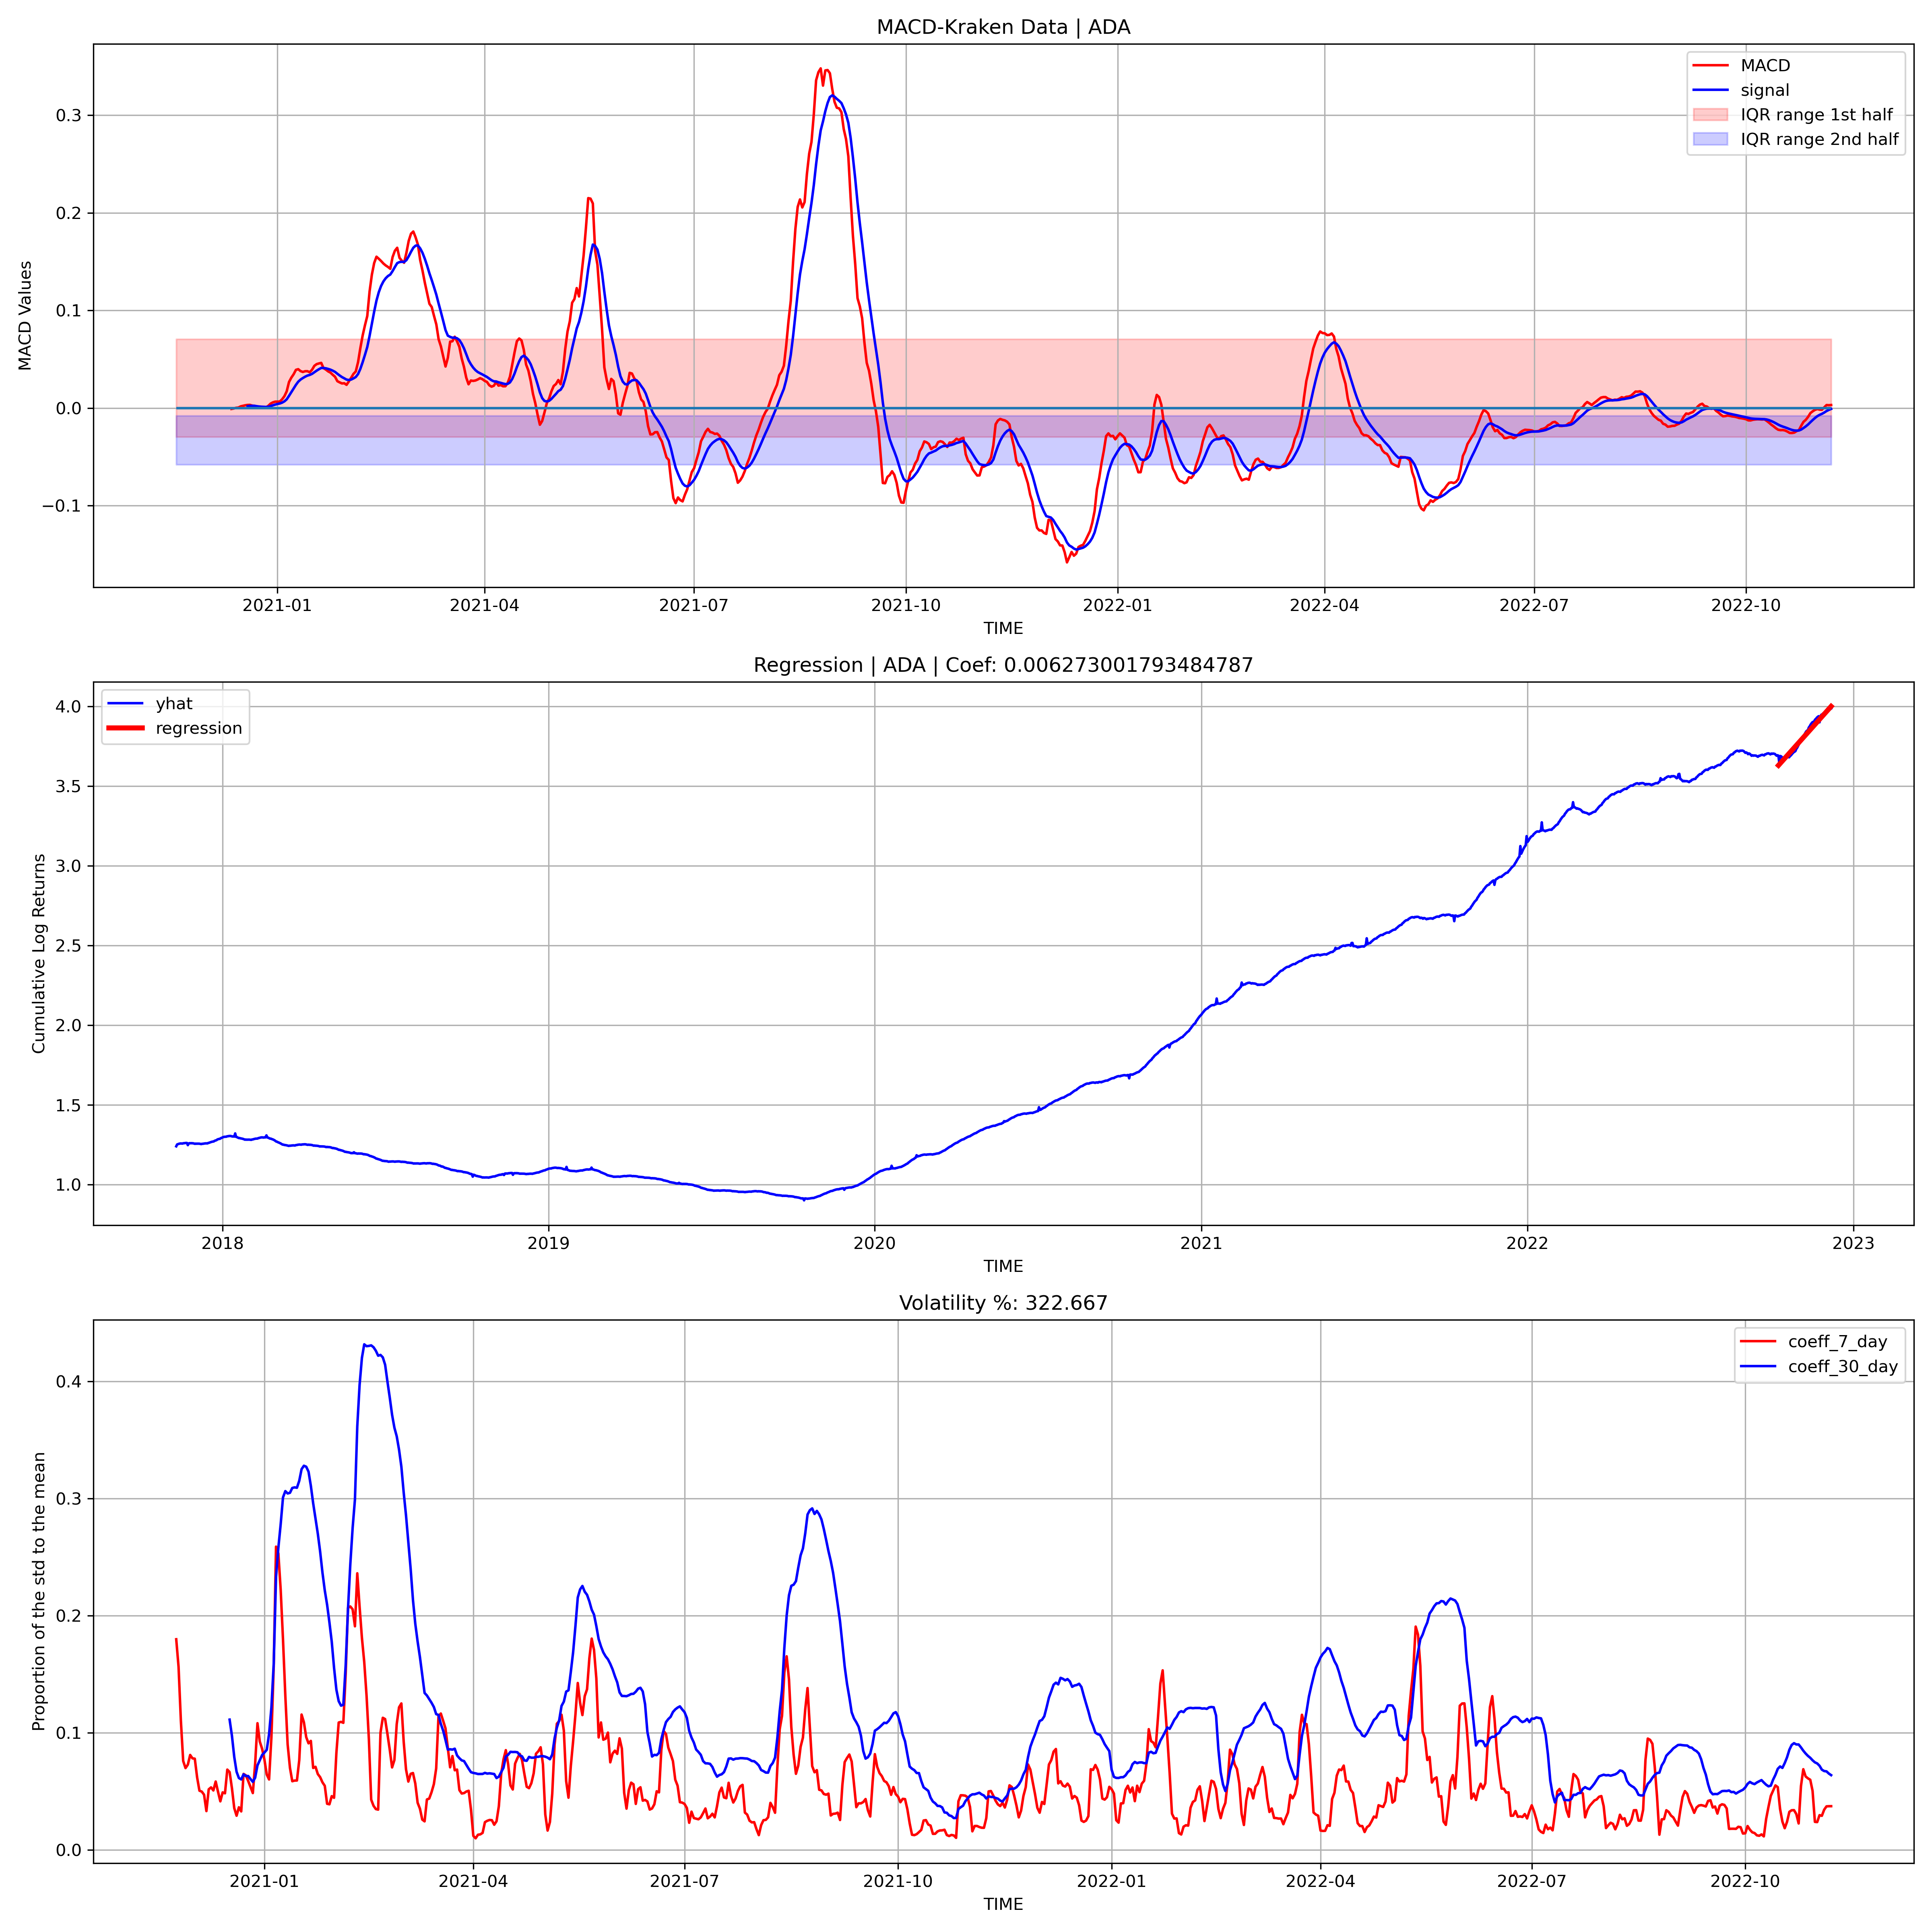 MACD-Kraken Data | ADA
MACD
signal
IQR range 1st half
IQR range 2nd half
MACD Values
0.3
0.2
0.1
0.0
−0.1
2021-01 2021-04 2021-07 2021-10 2022-01 2022-04 2022-07 2022-10
TIME
Regression | ADA | Coef: 0.006273001793484787
yhat
regression
Cumulative Log Returns
4.0
3.5
3.0
2.5
2.0
1.5
1.0
2018 2019 2020 2021 2022 2023
TIME
Volatility %: 322.667
coeff_7_day
coeff_30_day
Proportion of the std to the mean
0.4
0.3
0.2
0.1
0.0
2021-01 2021-04 2021-07 2021-10 2022-01 2022-04 2022-07 2022-10
TIME